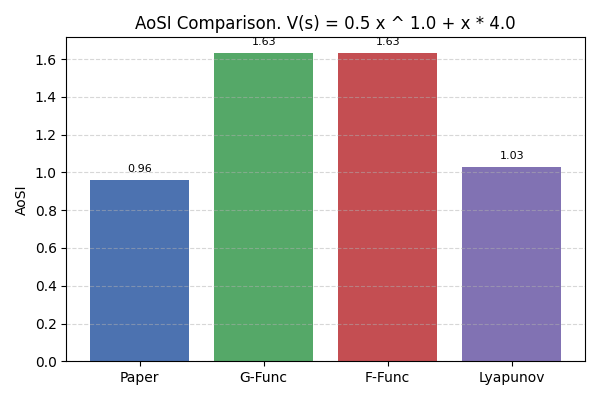 AoSI Comparison. V(s) = 0.5 x ^ 1.0 + x * 4.0
AoSI
1.6
1.4
1.2
1.0
0.8
0.6
0.4
0.2
0.0
0.96
1.63
1.63
1.03
Paper
G-Func
F-Func
Lyapunov